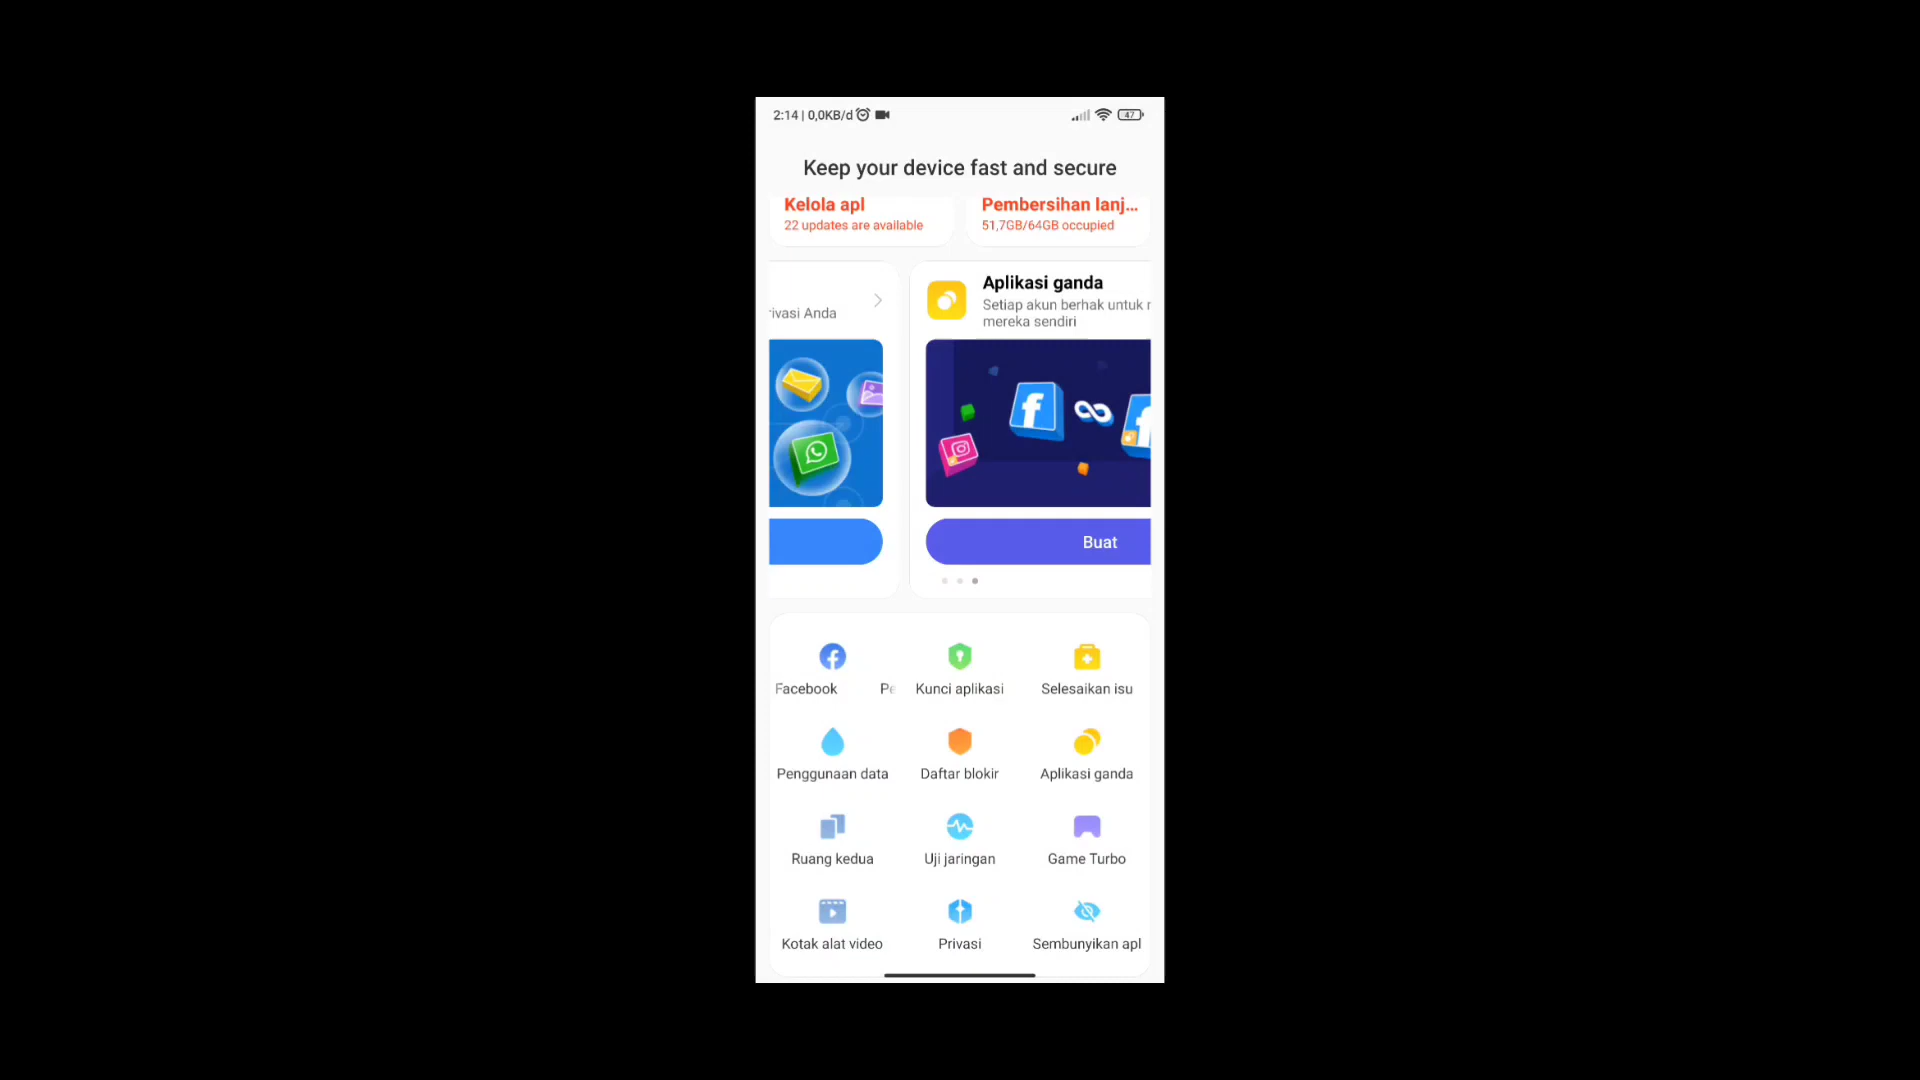 2:14 | 0,0KB/d
47
Keep your device fast and secure
Kelola apl
22 updates are available
Pembersihan lanj...
51,7GB/64GB occupied
rivasi Anda
Aplikasi ganda
Setiap akun berhak untuk
mereka sendiri
Buat
Facebook
Pe
Kunci aplikasi
Selesaikan isu
Penggunaan data
Daftar blokir
Aplikasi ganda
Ruang kedua
Uji jaringan
Game Turbo
Kotak alat video
Privasi
Sembunyikan apl